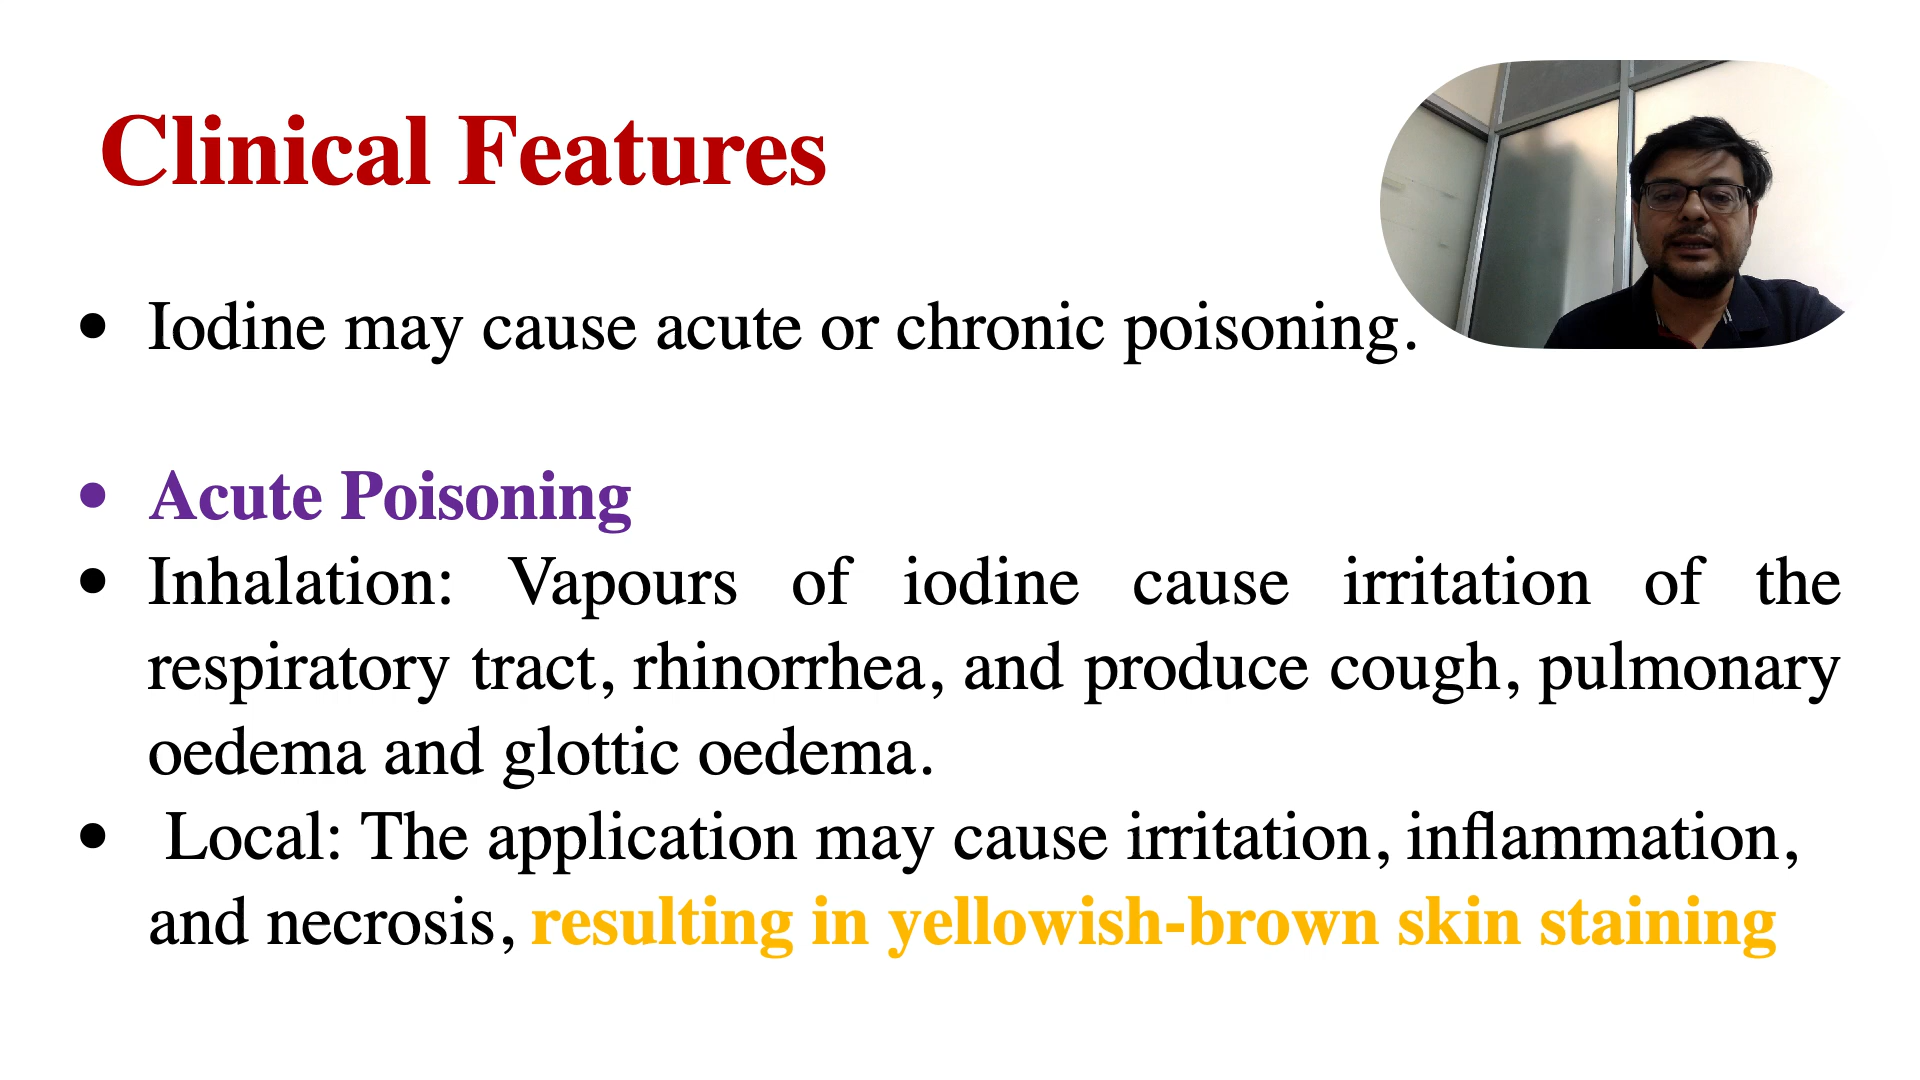 Clinical Features
• Iodine may cause acute or chronic poisoning.
• Acute Poisoning
• Inhalation: Vapours of iodine cause irritation of the
respiratory tract, rhinorrhea, and produce cough, pulmonary
oedema and glottic oedema.
• Local: The application may cause irritation, inflammation,
and necrosis, resulting in yellowish-brown skin staining